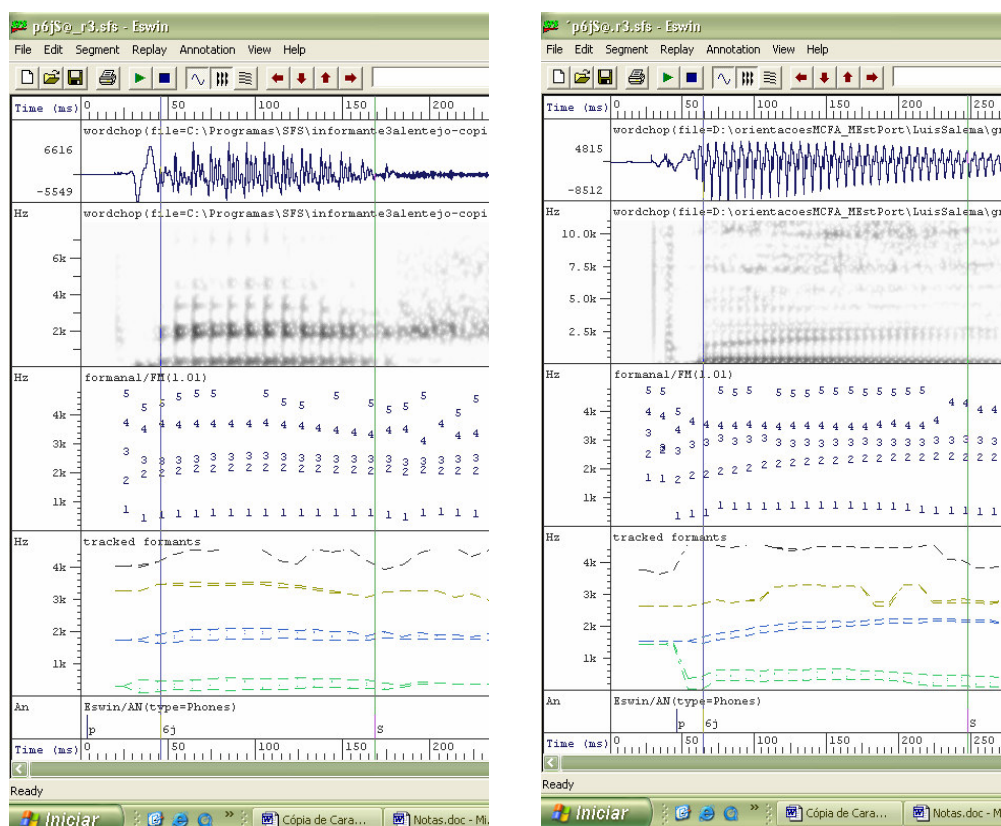 p6jS@_r3.sfs - Eswin
File Edit Segment Replay Annotation View Help
Time (ms) 0 50 100 150 200
wordchop(file=C:\Programas\SFS\informante3alentejo-copi
6616
-5549
Hz wordchop(file=C:\Programas\SFS\informante3alentejo-copi
6k
4k
2k
Hz formanal/FM(1.01)
4k
3k
2k
1k
Hz tracked formants
4k
3k
2k
1k
An Eswin/AN(type=Phones)
p 6j S
Time (ms) 0 50 100 150 200
Ready
Iniciar » Cópia de Cara... Notas.doc - Mi.
´p6jS@.r3.sfs - Eswin
File Edit Segment Replay Annotation View Help
Time (ms) 0 50 100 150 200 250
wordchop(file=D:\orientacoesMCFA_MEstPort\LuisSalema\gr
4815
-8512
Hz wordchop(file=D:\orientacoesMCFA_MEstPort\LuisSalema\gr
10.0k
7.5k
5.0k
2.5k
Hz formanal/FM(1.01)
4k
3k
2k
1k
Hz tracked formants
4k
3k
2k
1k
An Eswin/AN(type=Phones)
p 6j S
Time (ms) 0 50 100 150 200 250
Ready
Iniciar » Cópia de Cara... Notas.doc - M